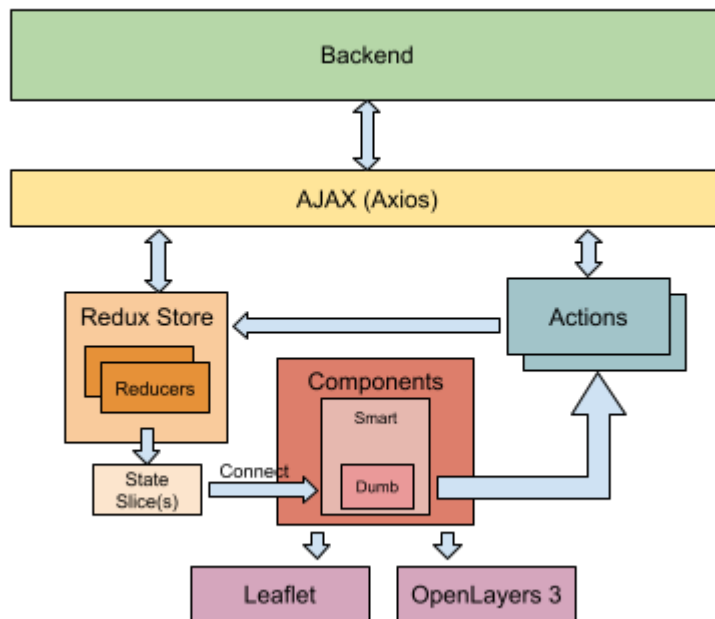 Backend
AJAX (Axios)
Redux Store
Actions
Reducers
Components
Smart
Connect
State
Slice(s)
Dumb
Leaflet
OpenLayers 3